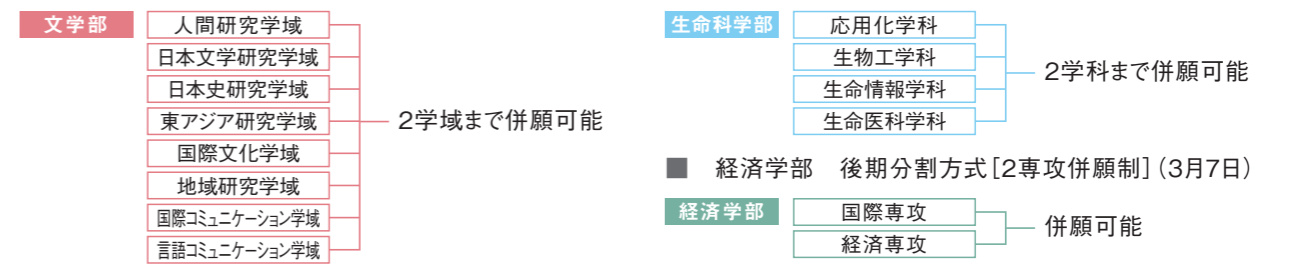 文学部
人間研究学域
日本文学研究学域
日本史研究学域
東アジア研究学域
国際文化学域
地域研究学域
国際コミュニケーション学域
言語コミュニケーション学域
2学域まで併願可能
生命科学部
応用化学科
生物工学科
生命情報学科
生命医科学科
2学科まで併願可能
■ 経済学部 後期分割方式[2専攻併願制](3月7日)
経済学部
国際専攻
経済専攻
併願可能